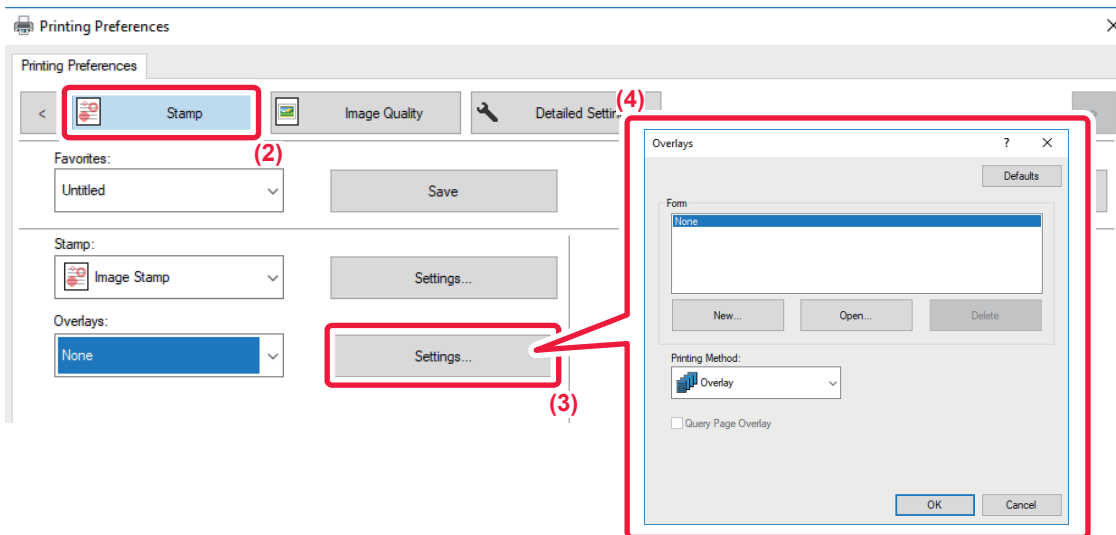 Printing Preferences
Printing Preferences
< Stamp Image Quality Detailed (4)
(2)
Favorites:
Untitled Save
Stamp:
Image Stamp Settings...
Overlays:
None Settings...
(3)
Overlays ? ×
Defaults
Form
None
New... Open... Delete
Printing Method:
Overlay
Query Page Overlay
OK Cancel